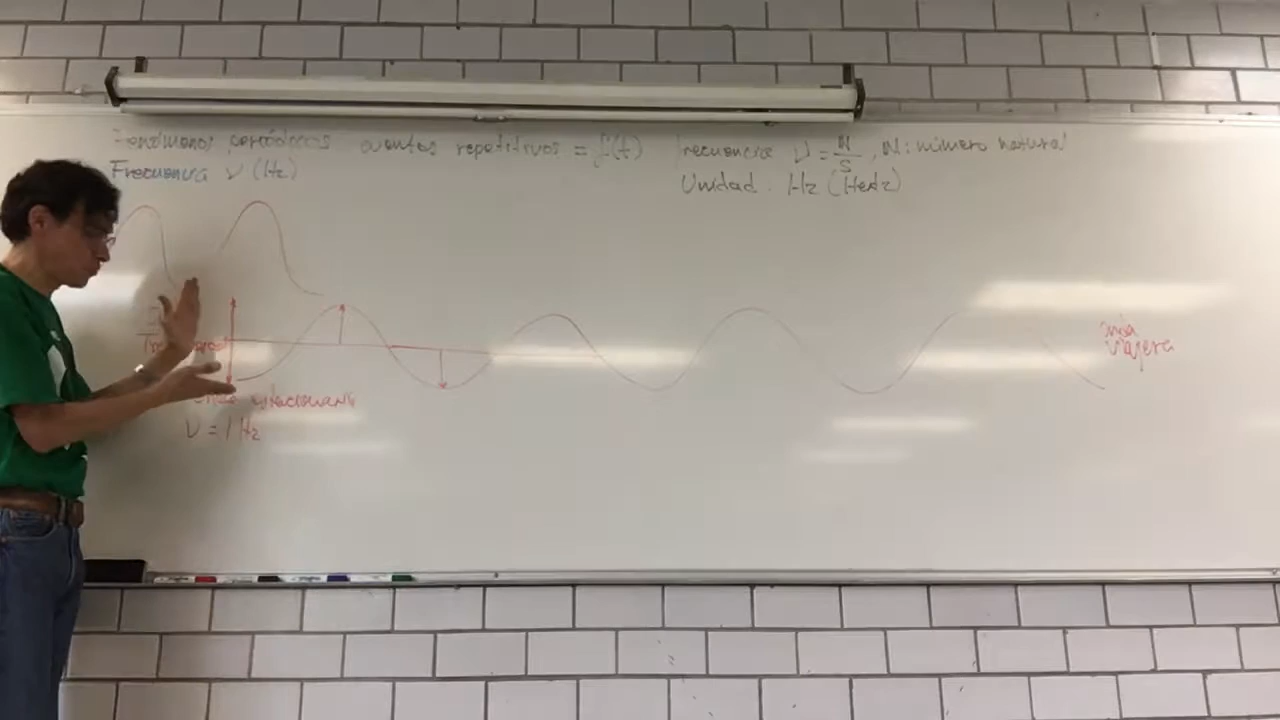 Fenómenos periódicos eventos repetitivos = f(t)
Frecuencia ν (Hz)
Frecuencia ν = N/S , N: número natural
Unidad. Hz (Hertz)
onda
viajera
Onda estacionaria
ν = 1 Hz